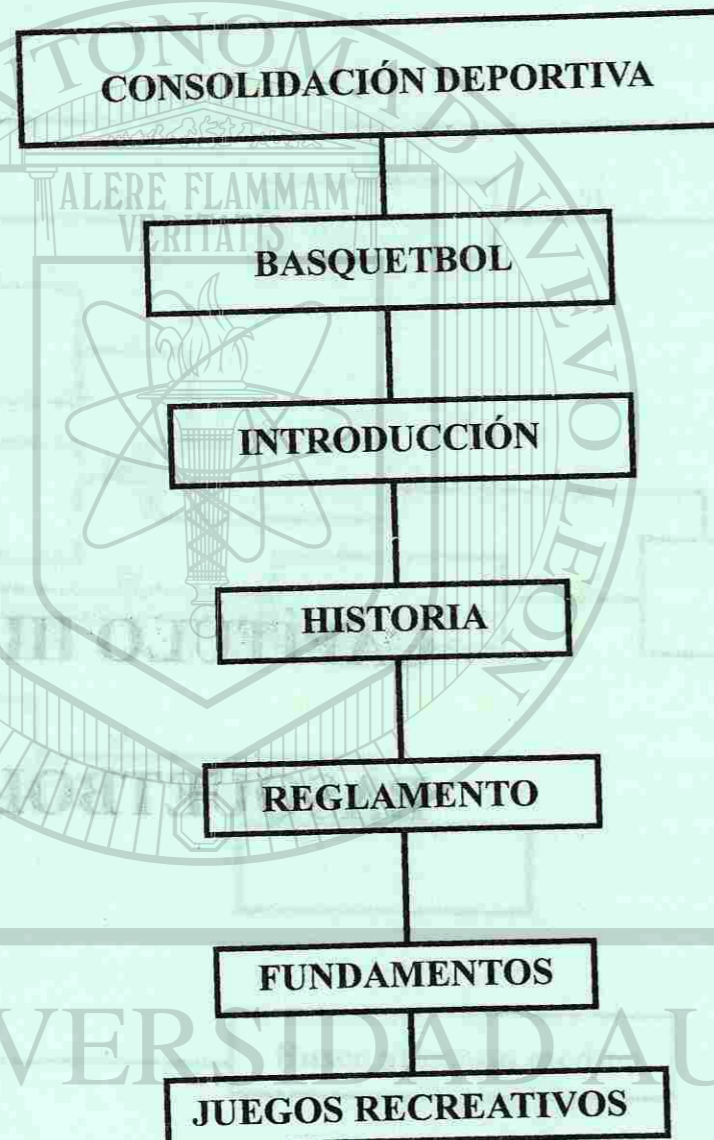 CONSOLIDACIÓN DEPORTIVA
ALERE FLAMMAM
VERITATIS
BASQUETBOL
INTRODUCCIÓN
HISTORIA
REGLAMENTO
FUNDAMENTOS
JUEGOS RECREATIVOS